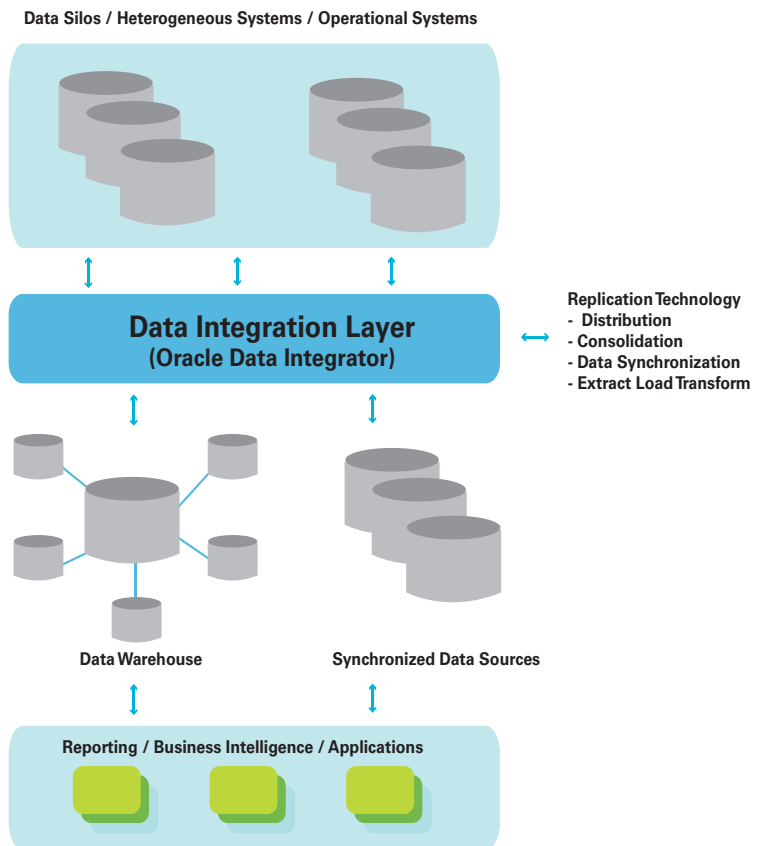 Data Silos / Heterogeneous Systems / Operational Systems
Data Integration Layer
(Oracle Data Integrator)
Replication Technology
- Distribution
- Consolidation
- Data Synchronization
- Extract Load Transform
Data Warehouse
Synchronized Data Sources
Reporting / Business Intelligence / Applications